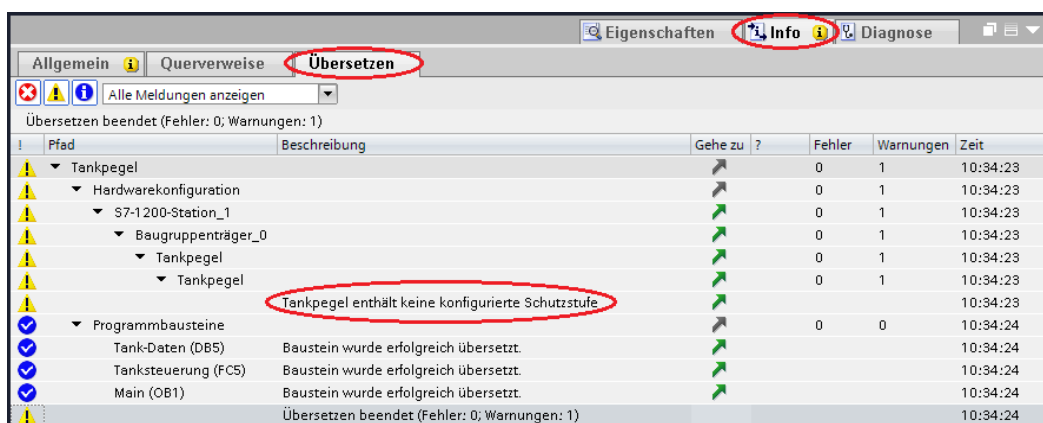 Eigenschaften Info Diagnose
Allgemein Querverweise Übersetzen
Alle Meldungen anzeigen
Übersetzen beendet (Fehler: 0; Warnungen: 1)
! Pfad Beschreibung Gehe zu ? Fehler Warnungen Zeit
Tankpegel 0 1 10:34:23
Hardwarekonfiguration 0 1 10:34:23
S7-1200-Station_1 0 1 10:34:23
Baugruppenträger_0 0 1 10:34:23
Tankpegel 0 1 10:34:23
Tankpegel 0 1 10:34:23
Tankpegel enthält keine konfigurierte Schutzstufe 10:34:23
Programmbausteine 0 0 10:34:24
Tank-Daten (DB5) Baustein wurde erfolgreich übersetzt. 10:34:24
Tanksteuerung (FC5) Baustein wurde erfolgreich übersetzt. 10:34:24
Main (OB1) Baustein wurde erfolgreich übersetzt. 10:34:24
Übersetzen beendet (Fehler: 0; Warnungen: 1) 10:34:24